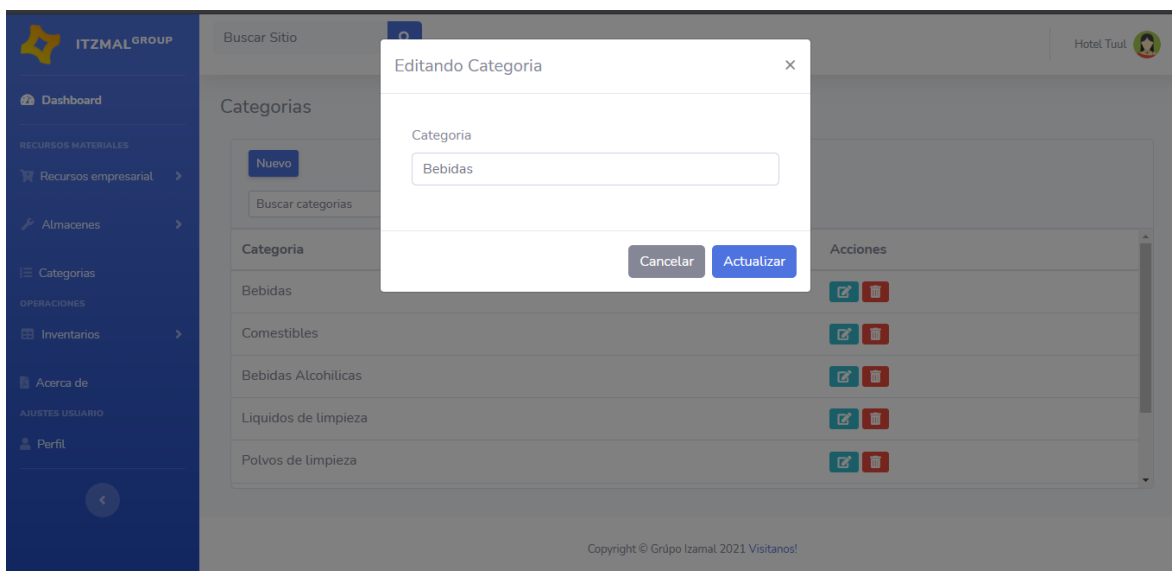 ITZMAL GROUP
Buscar Sitio
Hotel Tuul
Editando Categoria ×
Dashboard
Categorias
Categoria
RECURSOS MATERIALES
Nuevo
Bebidas
Recursos empresarial
Buscar categorias
Almacenes
Categoria
Acciones
Cancelar Actualizar
Categorias
Bebidas
OPERACIONES
Inventarios
Comestibles
Acerca de
Bebidas Alcohilicas
AJUSTES USUARIO
Liquidos de limpieza
Perfil
Polvos de limpieza
Copyright © Grúpo Izamal 2021 Visitanos!